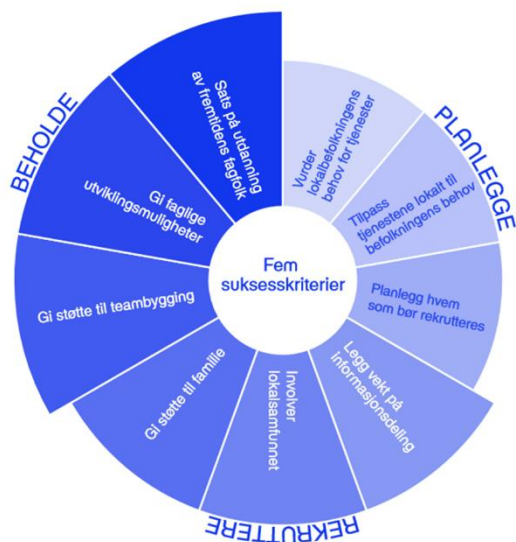 Fem
suksesskriterier
PLANLEGGE
Vurder
lokalbefolkningens
behov for tjenester
Tilpass
tjenestene lokalt til
befolkningens behov
Planlegg hvem
som bør rekrutteres
REKRUTTERE
Legg vekt på
informasjonsdeling
Involver
lokalsamfunnet
Gi støtte til familie
BEHOLDE
Gi støtte til teambygging
Gi faglige
utviklingsmuligheter
Sats på utdanning
av fremtidens fagfolk